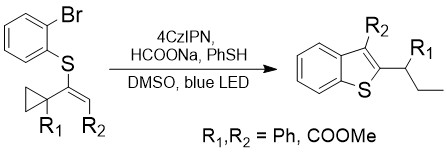 Br
S
R₁
R₂
4CzIPN,
HCOONa, PhSH
DMSO, blue LED
R₂
R₁
S
R₁,R₂ = Ph, COOMe